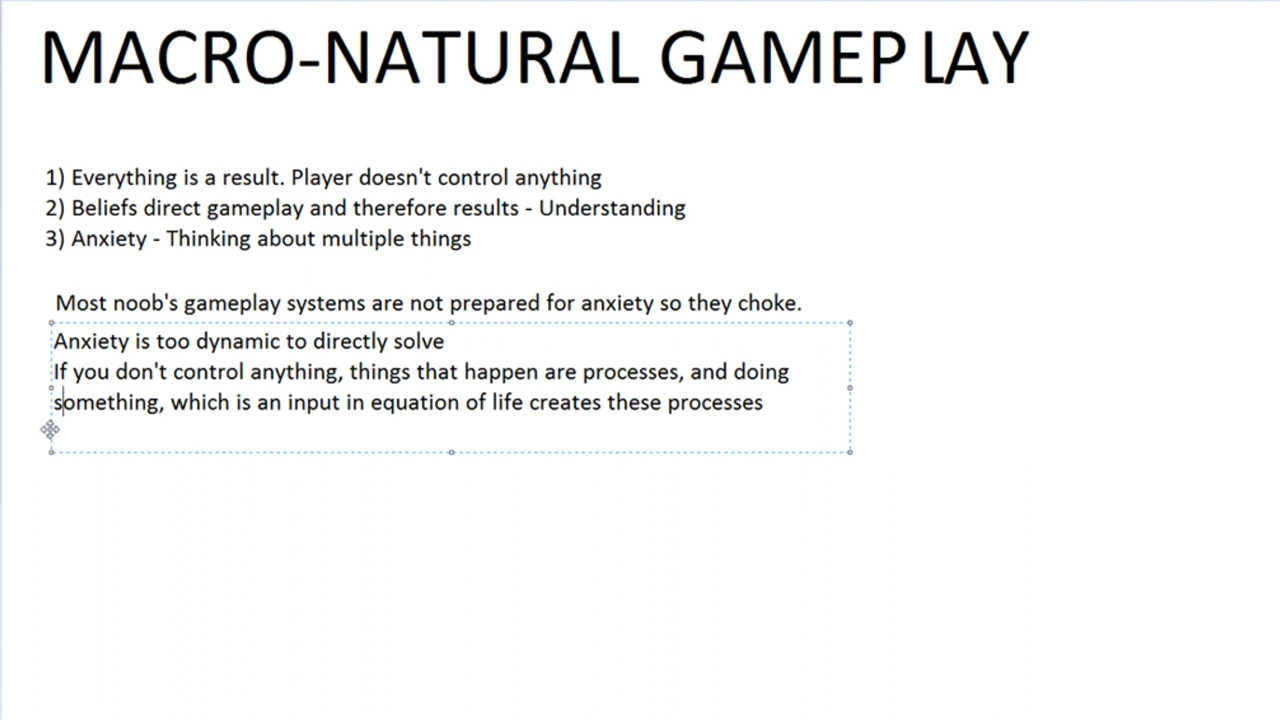 MACRO-NATURAL GAMEPLAY
1) Everything is a result. Player doesn't control anything
2) Beliefs direct gameplay and therefore results - Understanding
3) Anxiety - Thinking about multiple things
Most noob's gameplay systems are not prepared for anxiety so they choke.
Anxiety is too dynamic to directly solve
If you don't control anything, things that happen are processes, and doing
something, which is an input in equation of life creates these processes